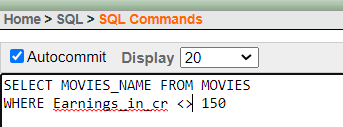 Home > SQL > SQL Commands
Autocommit Display 20
SELECT MOVIES_NAME FROM MOVIES
WHERE Earnings_in_cr <> 150